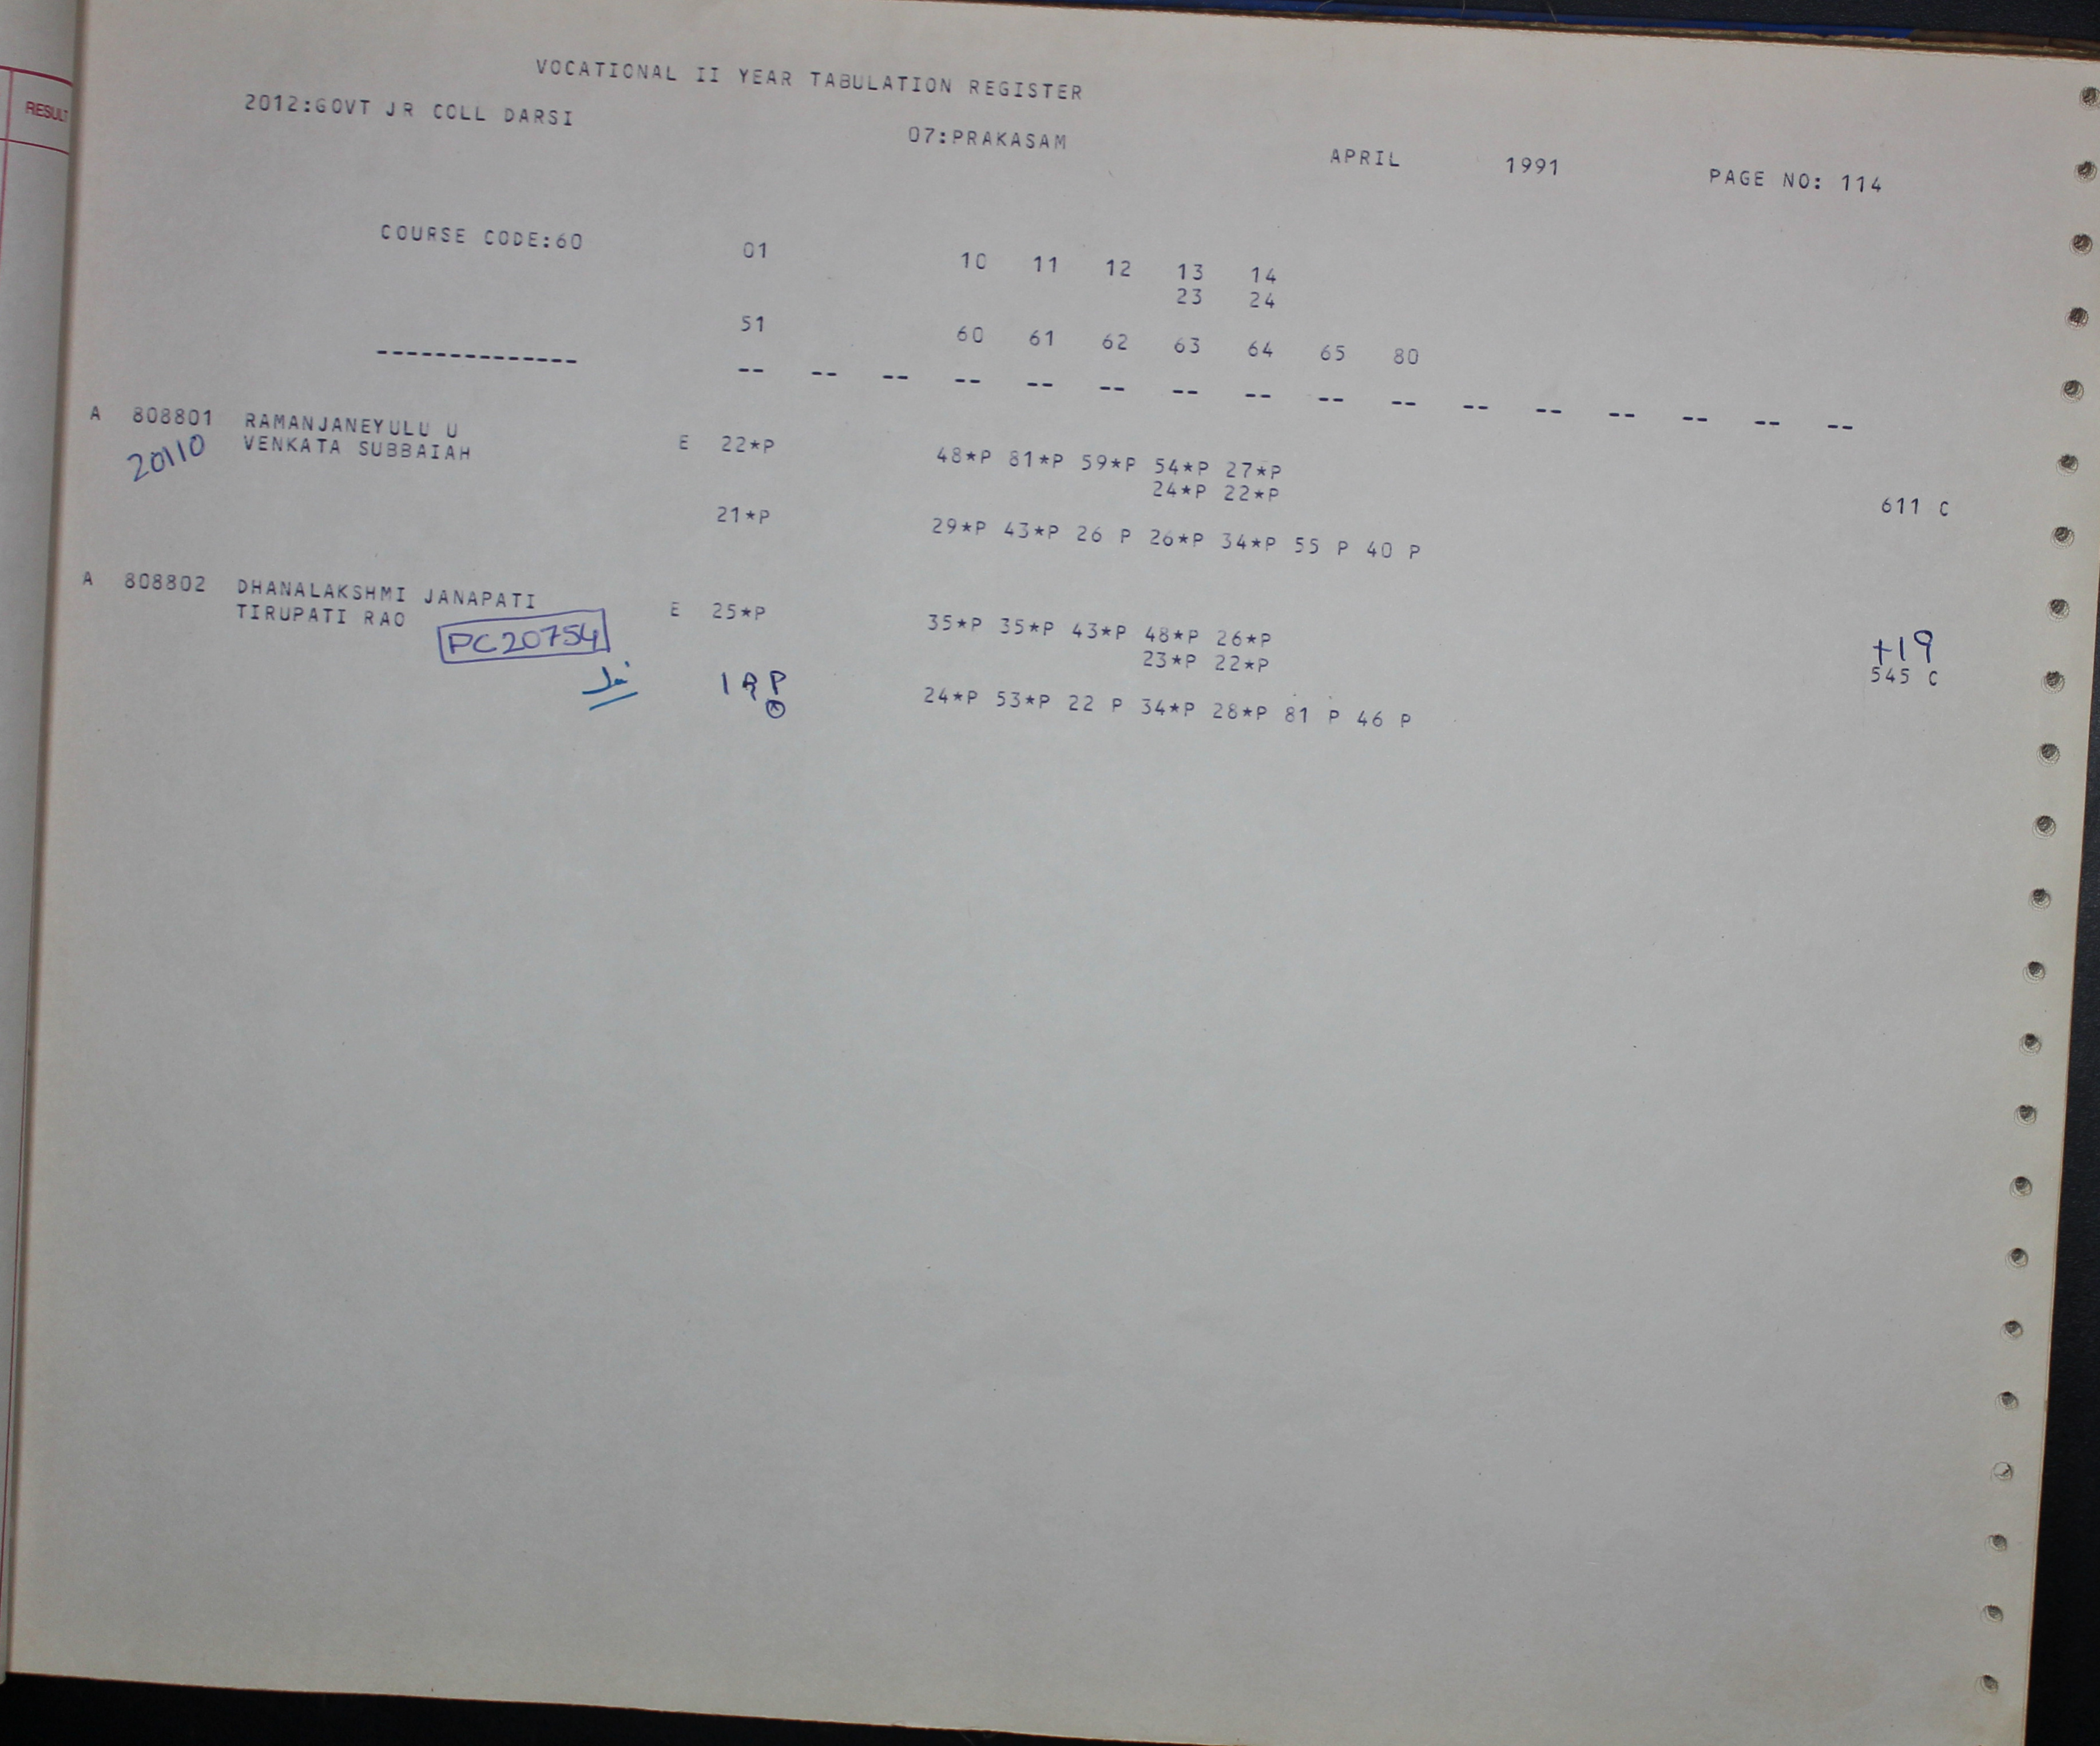 RESULT
VOCATIONAL II YEAR TABULATION REGISTER
2012:GOVT JR COLL DARSI 07:PRAKASAM APRIL 1991 PAGE NO: 114
COURSE CODE:60 01 10 11 12 13 14
23 24
51 60 61 62 63 64 65 80
-------------- -- -- -- -- -- -- -- -- -- -- -- -- -- -- -- --
A 808801 RAMANJANEYULU U E 22*P 48*P 81*P 59*P 54*P 27*P
20110 VENKATA SUBBAIAH 24*P 22*P 611 C
21*P 29*P 43*P 26 P 26*P 34*P 55 P 40 P
A 808802 DHANALAKSHMI JANAPATI E 25*P 35*P 35*P 43*P 48*P 26*P +19
TIRUPATI RAO 23*P 22*P 545 C
PC20754
19 P 24*P 53*P 22 P 34*P 28*P 81 P 46 P